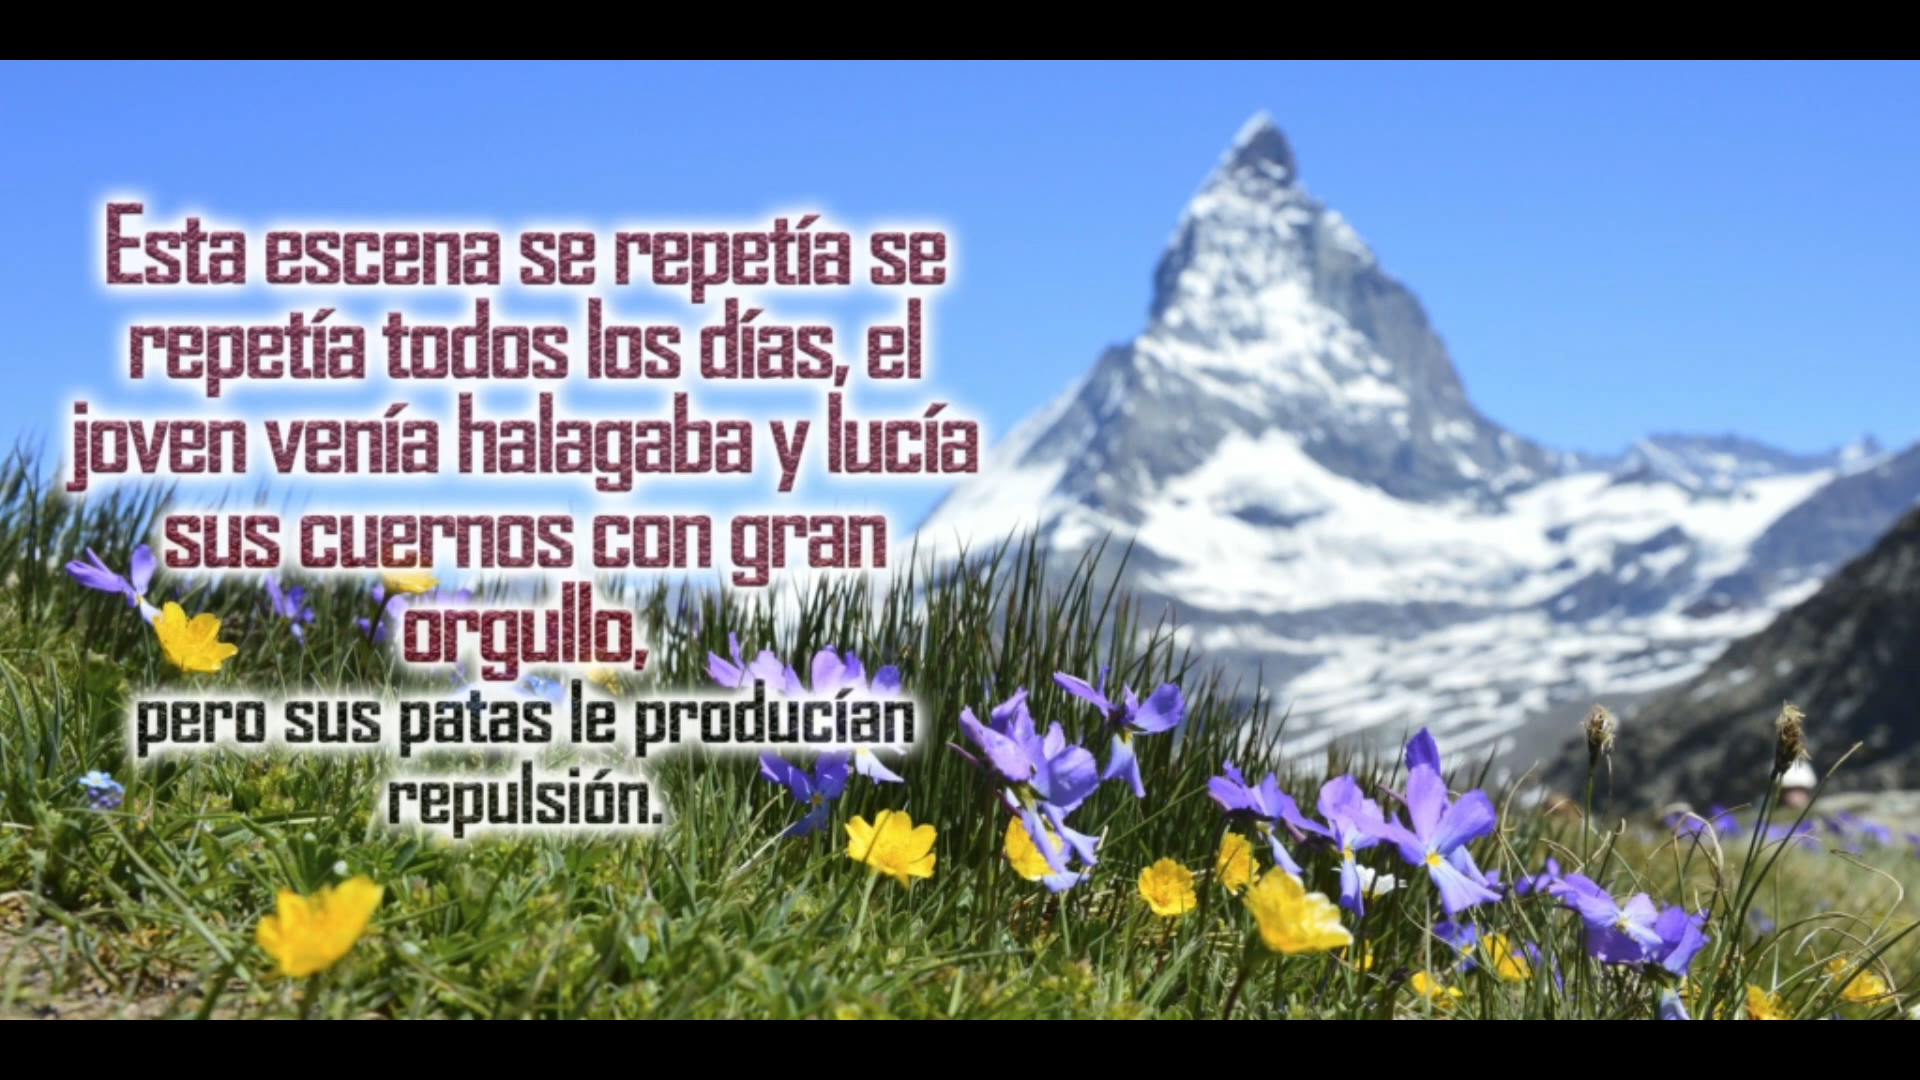 Esta escena se repetía se
repetía todos los días, el
joven venía halagaba y lucía
sus cuernos con gran
orgullo,
pero sus patas le producían
repulsión.